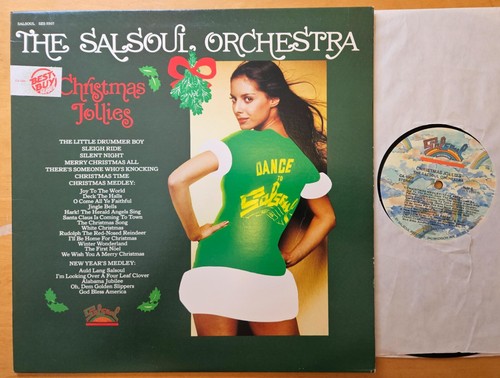 SALSOUL
THE SALSOUL ORCHESTRA
BEST
BUY!
Christmas
Jollies
THE LITTLE DRUMMER BOY
SLEIGH RIDE
SILENT NIGHT
MERRY CHRISTMAS ALL
THERE'S SOMEONE WHO'S KNOCKING
CHRISTMAS TIME
CHRISTMAS MEDLEY:
Joy To The World
Deck The Halls
O Come All Ye Faithful
Jingle Bells
Hark! The Herald Angels Sing
Santa Claus Is Coming To Town
The Christmas Song
White Christmas
Rudolph The Red-Nosed Reindeer
I'll Be Home For Christmas
Winter Wonderland
The First Nöel
We Wish You A Merry Christmas
NEW YEAR'S MEDLEY:
Auld Lang Salsoul
I'm Looking Over A Four Leaf Clover
Alabama Jubilee
Oh, Dem Golden Slippers
God Bless America
Salsoul
DANCE
Salsoul
Salsoul
CHRISTMAS JOLLIES